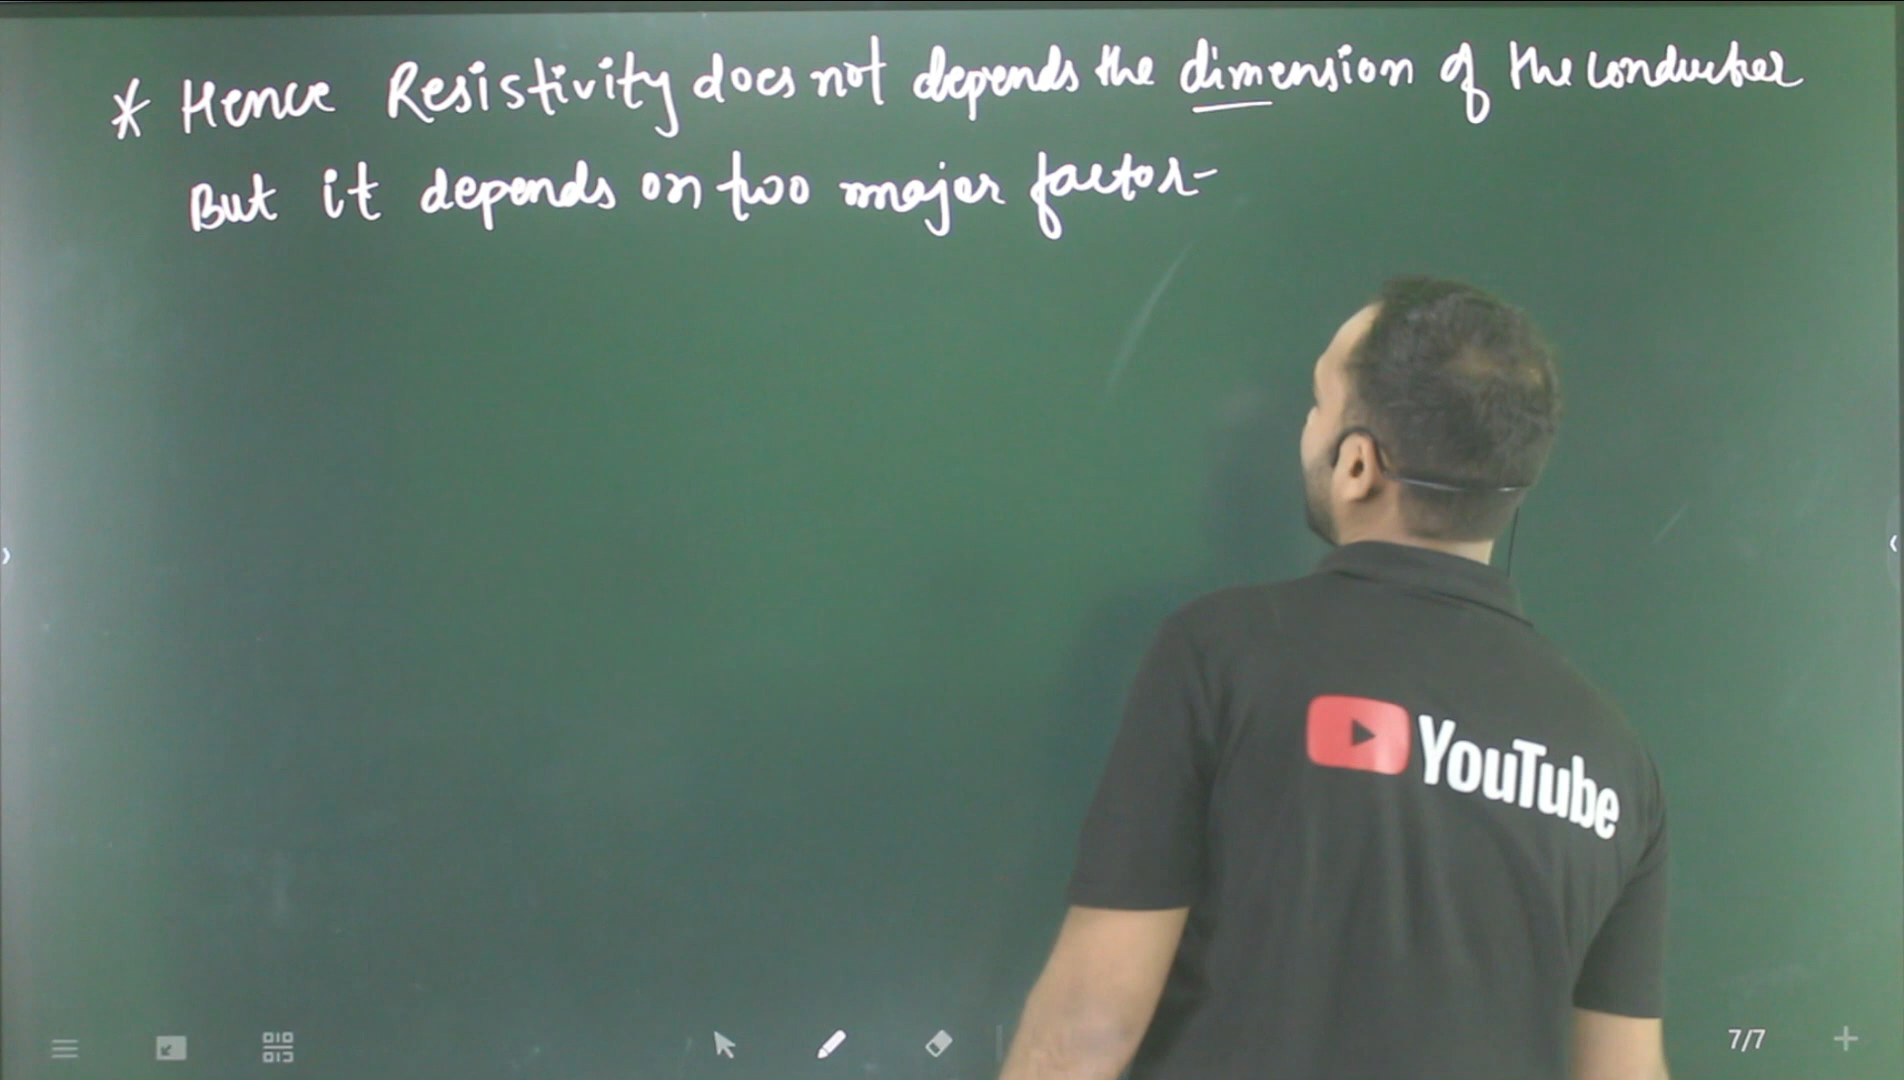 * Hence Resistivity does not depends the dimension of the conducter
But it depends on two major factor-
YouTube
7/7